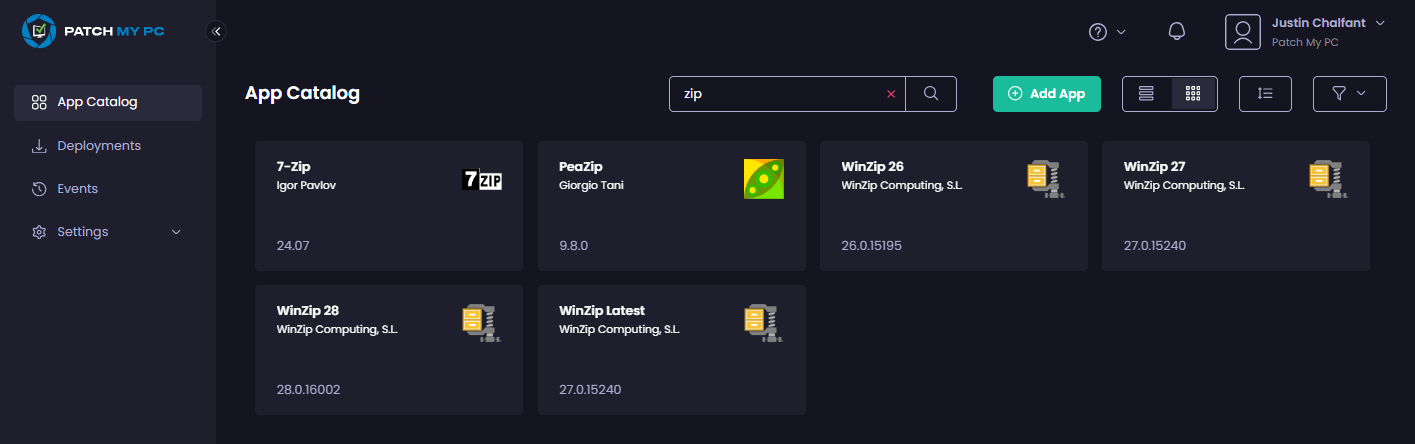 PATCH MY PC
Justin Chalfant
Patch My PC
App Catalog
Deployments
Events
Settings
App Catalog
zip
Add App
7-Zip
Igor Pavlov
7ZIP
24.07
PeaZip
Giorgio Tani
9.8.0
WinZip 26
WinZip Computing, S.L.
26.0.15195
WinZip 27
WinZip Computing, S.L.
27.0.15240
WinZip 28
WinZip Computing, S.L.
28.0.16002
WinZip Latest
WinZip Computing, S.L.
27.0.15240